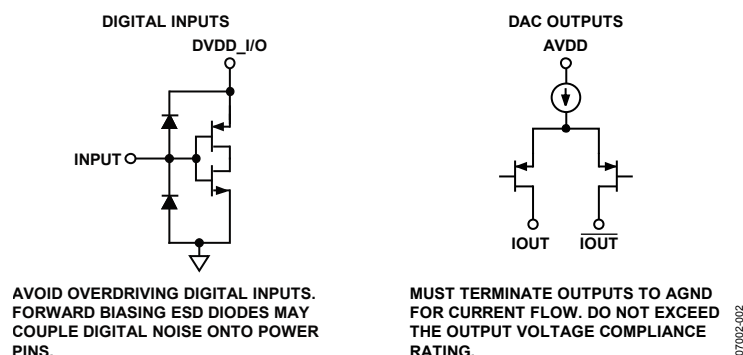 DIGITAL INPUTS
DVDD_I/O
INPUT
AVOID OVERDRIVING DIGITAL INPUTS.
FORWARD BIASING ESD DIODES MAY
COUPLE DIGITAL NOISE ONTO POWER
PINS.
DAC OUTPUTS
AVDD
IOUT
IOUT
MUST TERMINATE OUTPUTS TO AGND
FOR CURRENT FLOW. DO NOT EXCEED
THE OUTPUT VOLTAGE COMPLIANCE
RATING.
07002-002